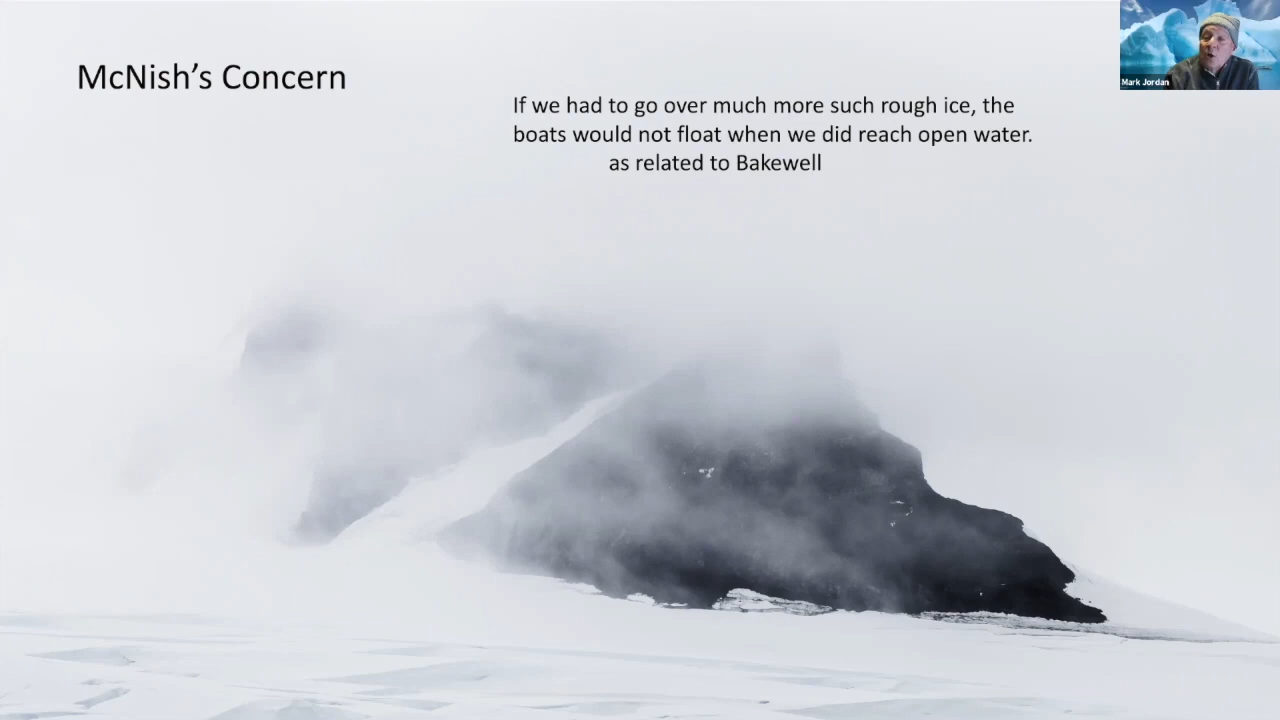 McNish’s Concern
If we had to go over much more such rough ice, the
boats would not float when we did reach open water.
as related to Bakewell
Mark Jordan